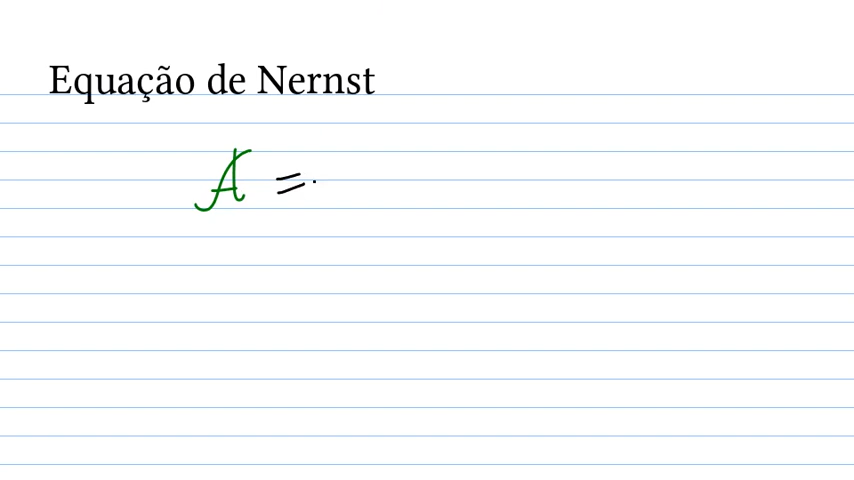 Equação de Nernst
A =